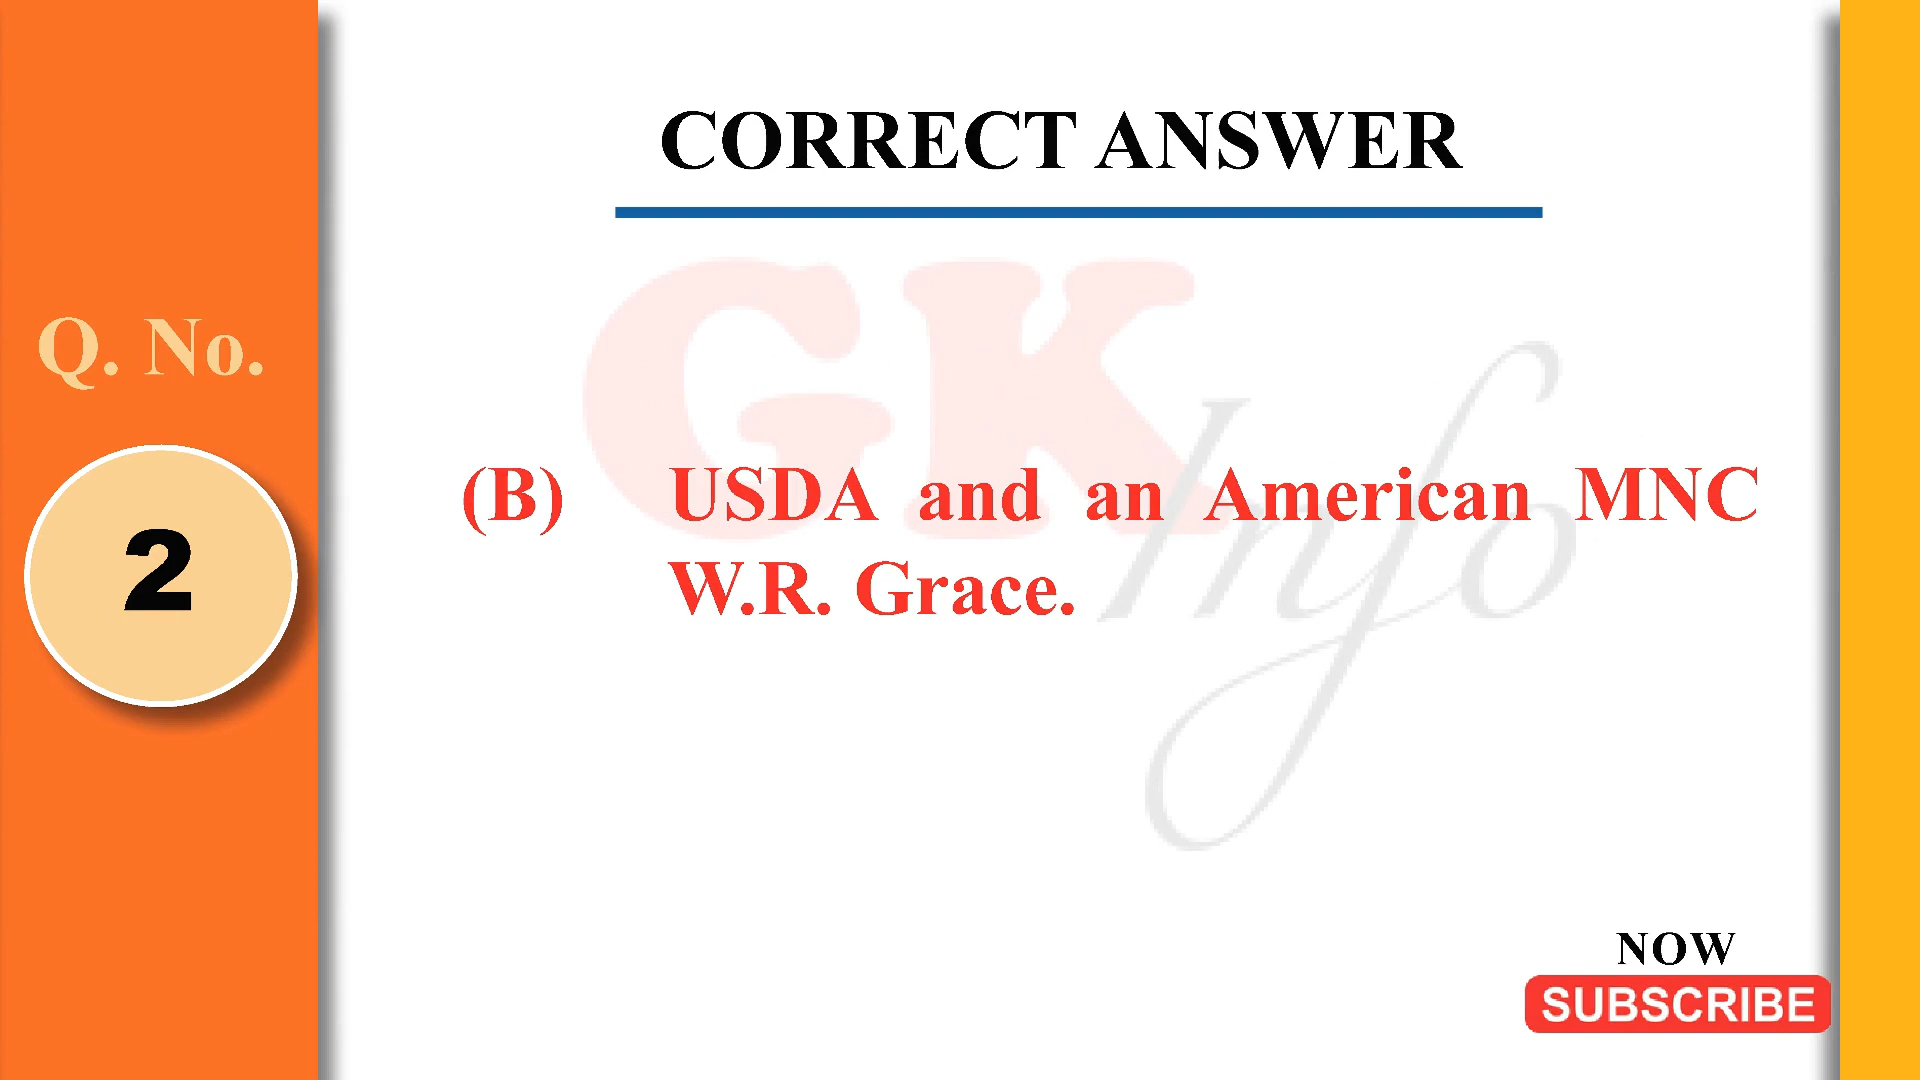 CORRECT ANSWER
GK
Info
Q. No.
2
(B) USDA and an American MNC
W.R. Grace.
NOW
SUBSCRIBE